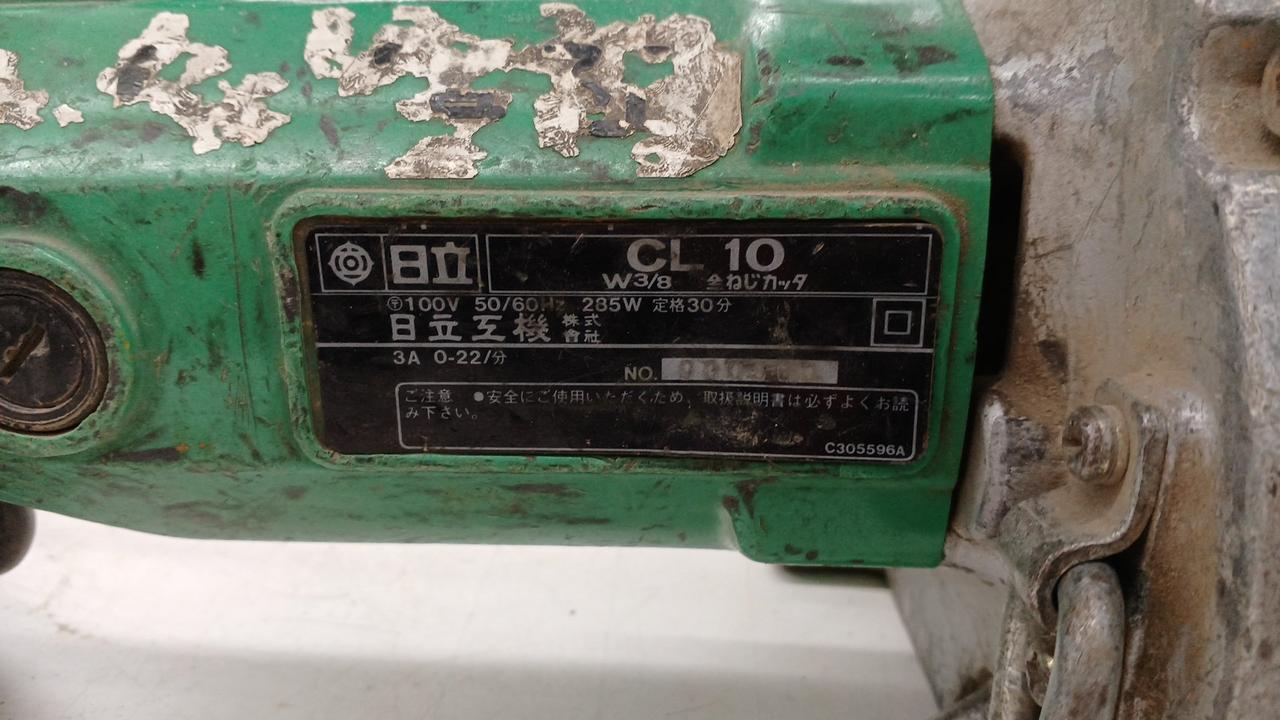 日立 CL 10
W3/8 全ねじカッタ
〒100V 50/60Hz 285W 定格30分
日立工機 株式會社
3A 0-22/分
NO.
ご注意 ●安全にご使用いただくため、取扱説明書は必ずよくお読
み下さい。
C305596A